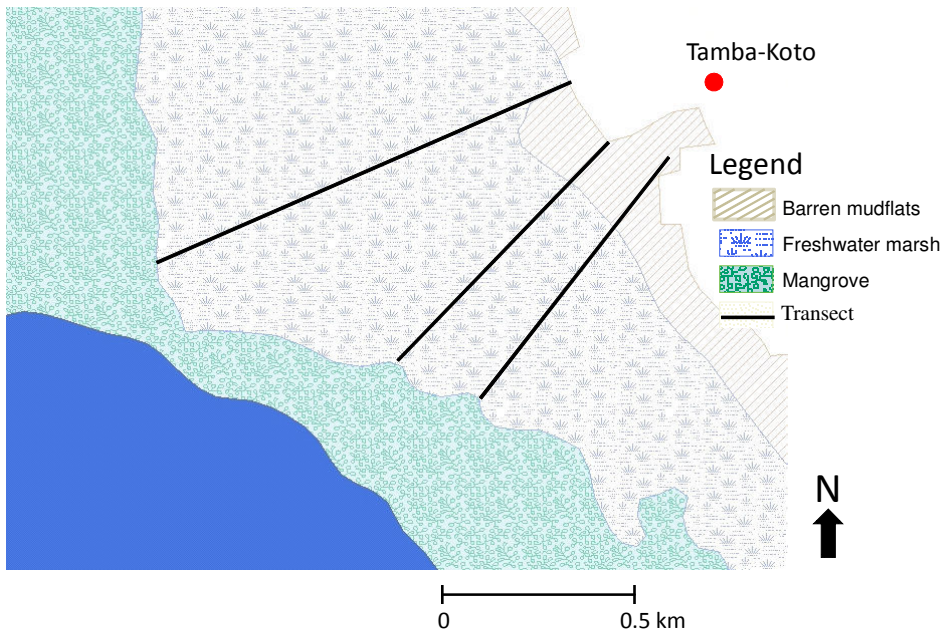 Tamba-Koto
Legend
Barren mudflats
Freshwater marsh
Mangrove
Transect
N
0 0.5 km